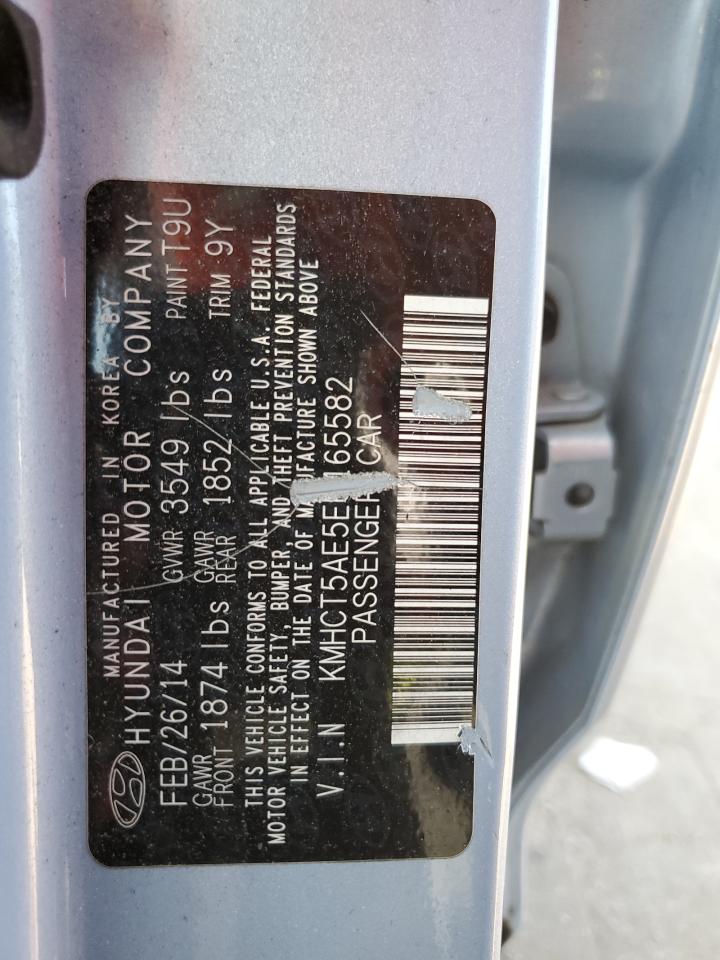 MANUFACTURED IN KOREA BY
HYUNDAI MOTOR COMPANY
FEB/26/14 GVWR 3549 lbs PAINT T9U
GAWR FRONT 1874 lbs GAWR REAR 1852 lbs TRIM 9Y
THIS VEHICLE CONFORMS TO ALL APPLICABLE U.S.A. FEDERAL
MOTOR VEHICLE SAFETY, BUMPER, AND THEFT PREVENTION STANDARDS
IN EFFECT ON THE DATE OF MANUFACTURE SHOWN ABOVE
V.I.N KMHCT5AE5E 165582
PASSENGER CAR